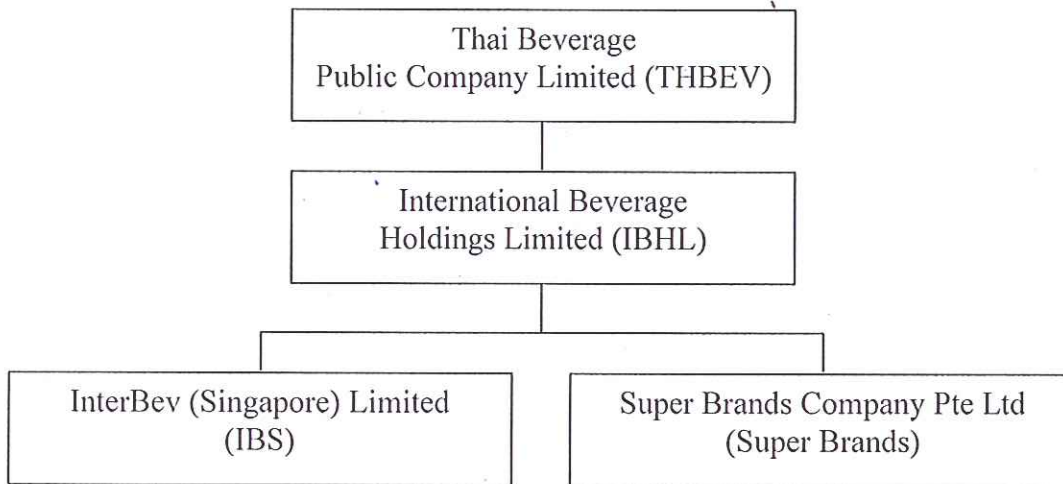 Thai Beverage
Public Company Limited (THBEV)
International Beverage
Holdings Limited (IBHL)
InterBev (Singapore) Limited
(IBS)
Super Brands Company Pte Ltd
(Super Brands)